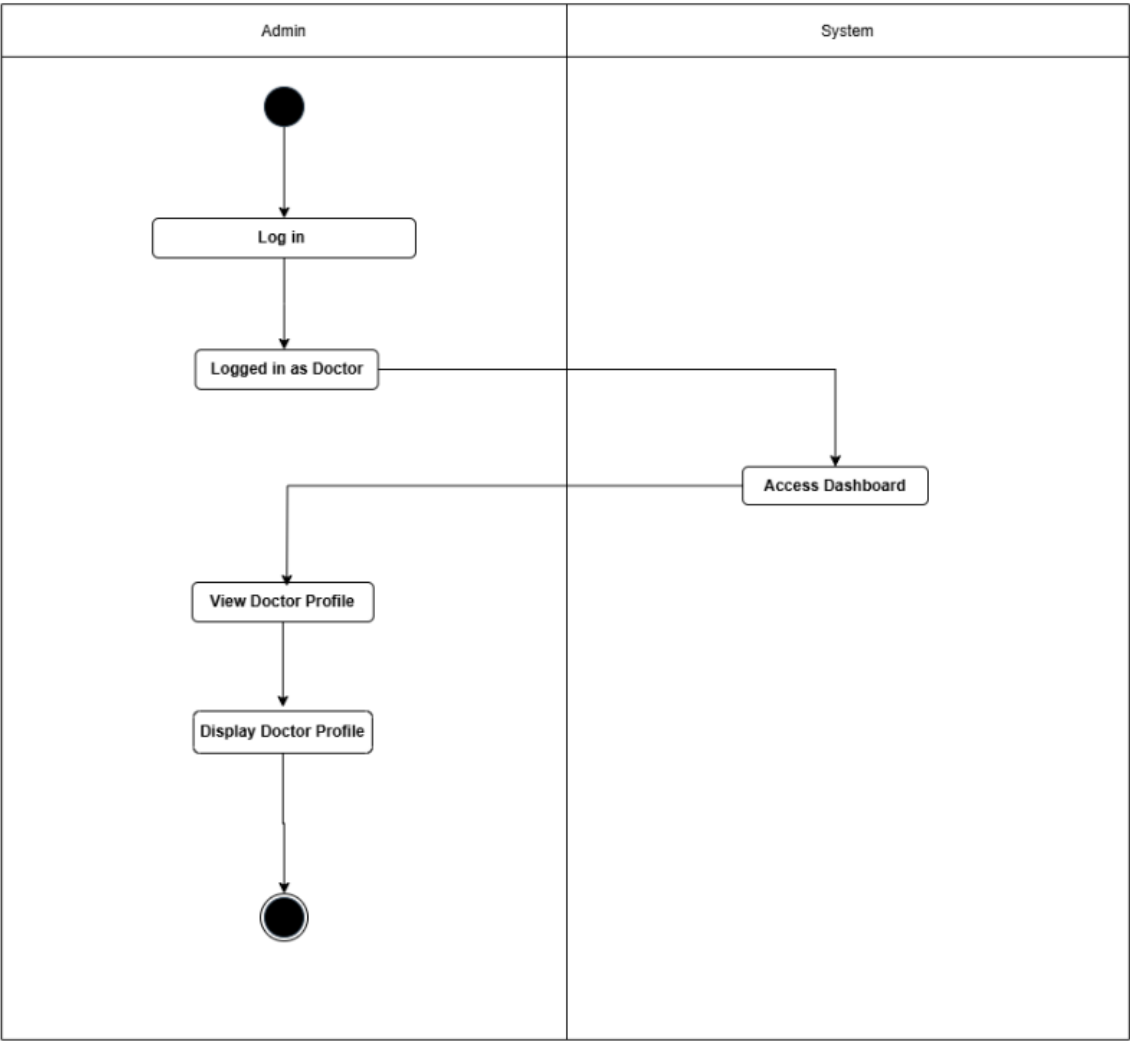 Admin
System
Log in
Logged in as Doctor
Access Dashboard
View Doctor Profile
Display Doctor Profile